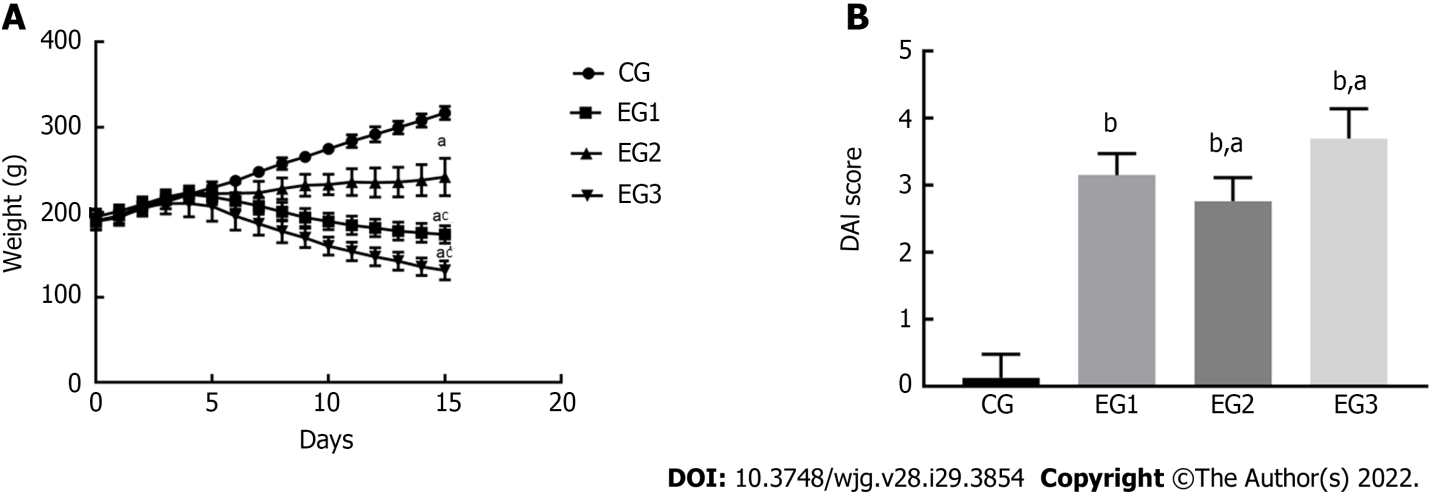 A
400
300
200
100
0
Weight (g)
0 5 10 15 20
Days
CG
EG1
EG2
EG3
a
ac
ac
B
5
4
3
2
1
0
DAI score
b
b,a
b,a
CG EG1 EG2 EG3
DOI: 10.3748/wjg.v28.i29.3854 Copyright ©The Author(s) 2022.